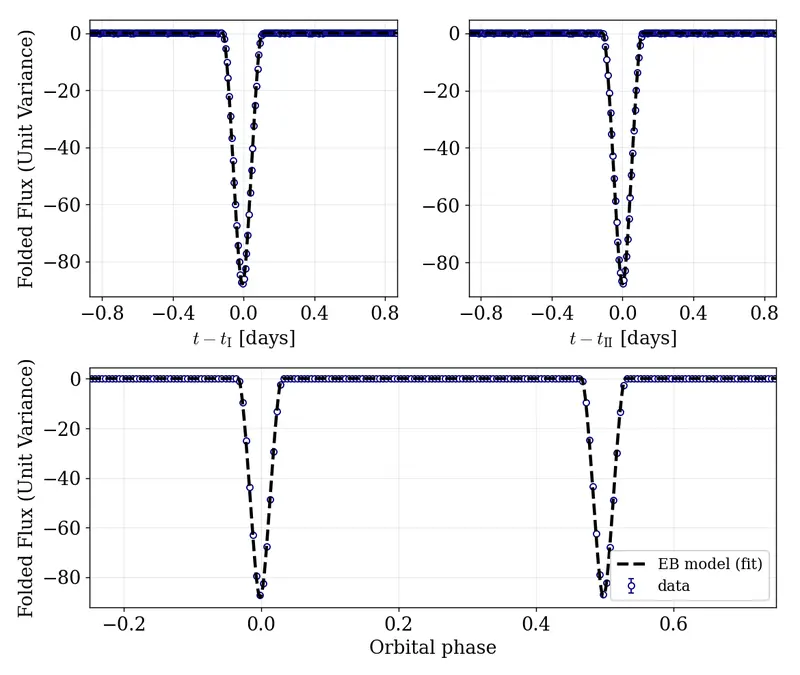 Folded Flux (Unit Variance)
0
−20
−40
−60
−80
−0.8 −0.4 0.0 0.4 0.8
t − tI [days]
0
−20
−40
−60
−80
−0.8 −0.4 0.0 0.4 0.8
t − tII [days]
Folded Flux (Unit Variance)
0
−20
−40
−60
−80
−0.2 0.0 0.2 0.4 0.6
Orbital phase
EB model (fit)
data